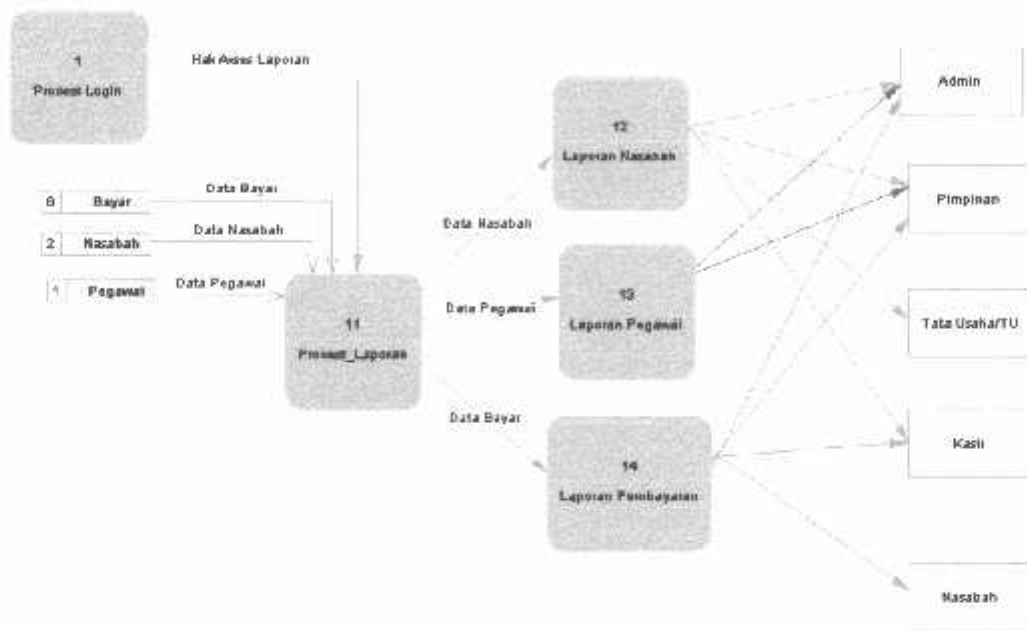 1
Proses Login
Hak Akses Laporan
8 Bayar
Data Bayar
2 Nasabah
Data Nasabah
1 Pegawai
Data Pegawai
11
Proses_Laporan
Data Nasabah
Data Pegawai
Data Bayar
12
Laporan Nasabah
13
Laporan Pegawai
14
Laporan Pembayaran
Admin
Pimpinan
Tata Usaha/TU
Kasir
Nasabah